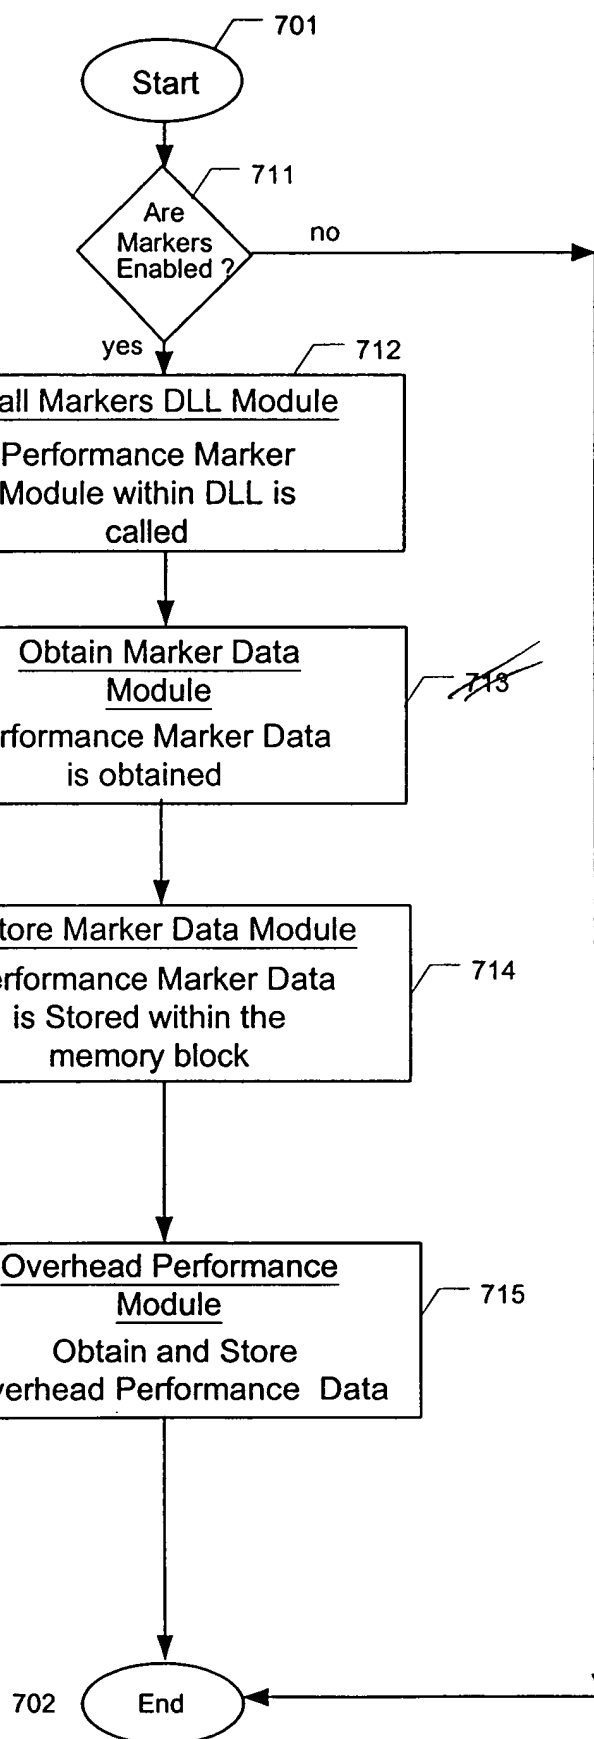 701
Start
711
Are
Markers
Enabled ?
no
yes
712
all Markers DLL Module
Performance Marker
Module within DLL is
called
Obtain Marker Data
Module
rformance Marker Data
is obtained
713
tore Marker Data Module
erformance Marker Data
is Stored within the
memory block
714
Overhead Performance
Module
Obtain and Store
verhead Performance Data
715
702
End